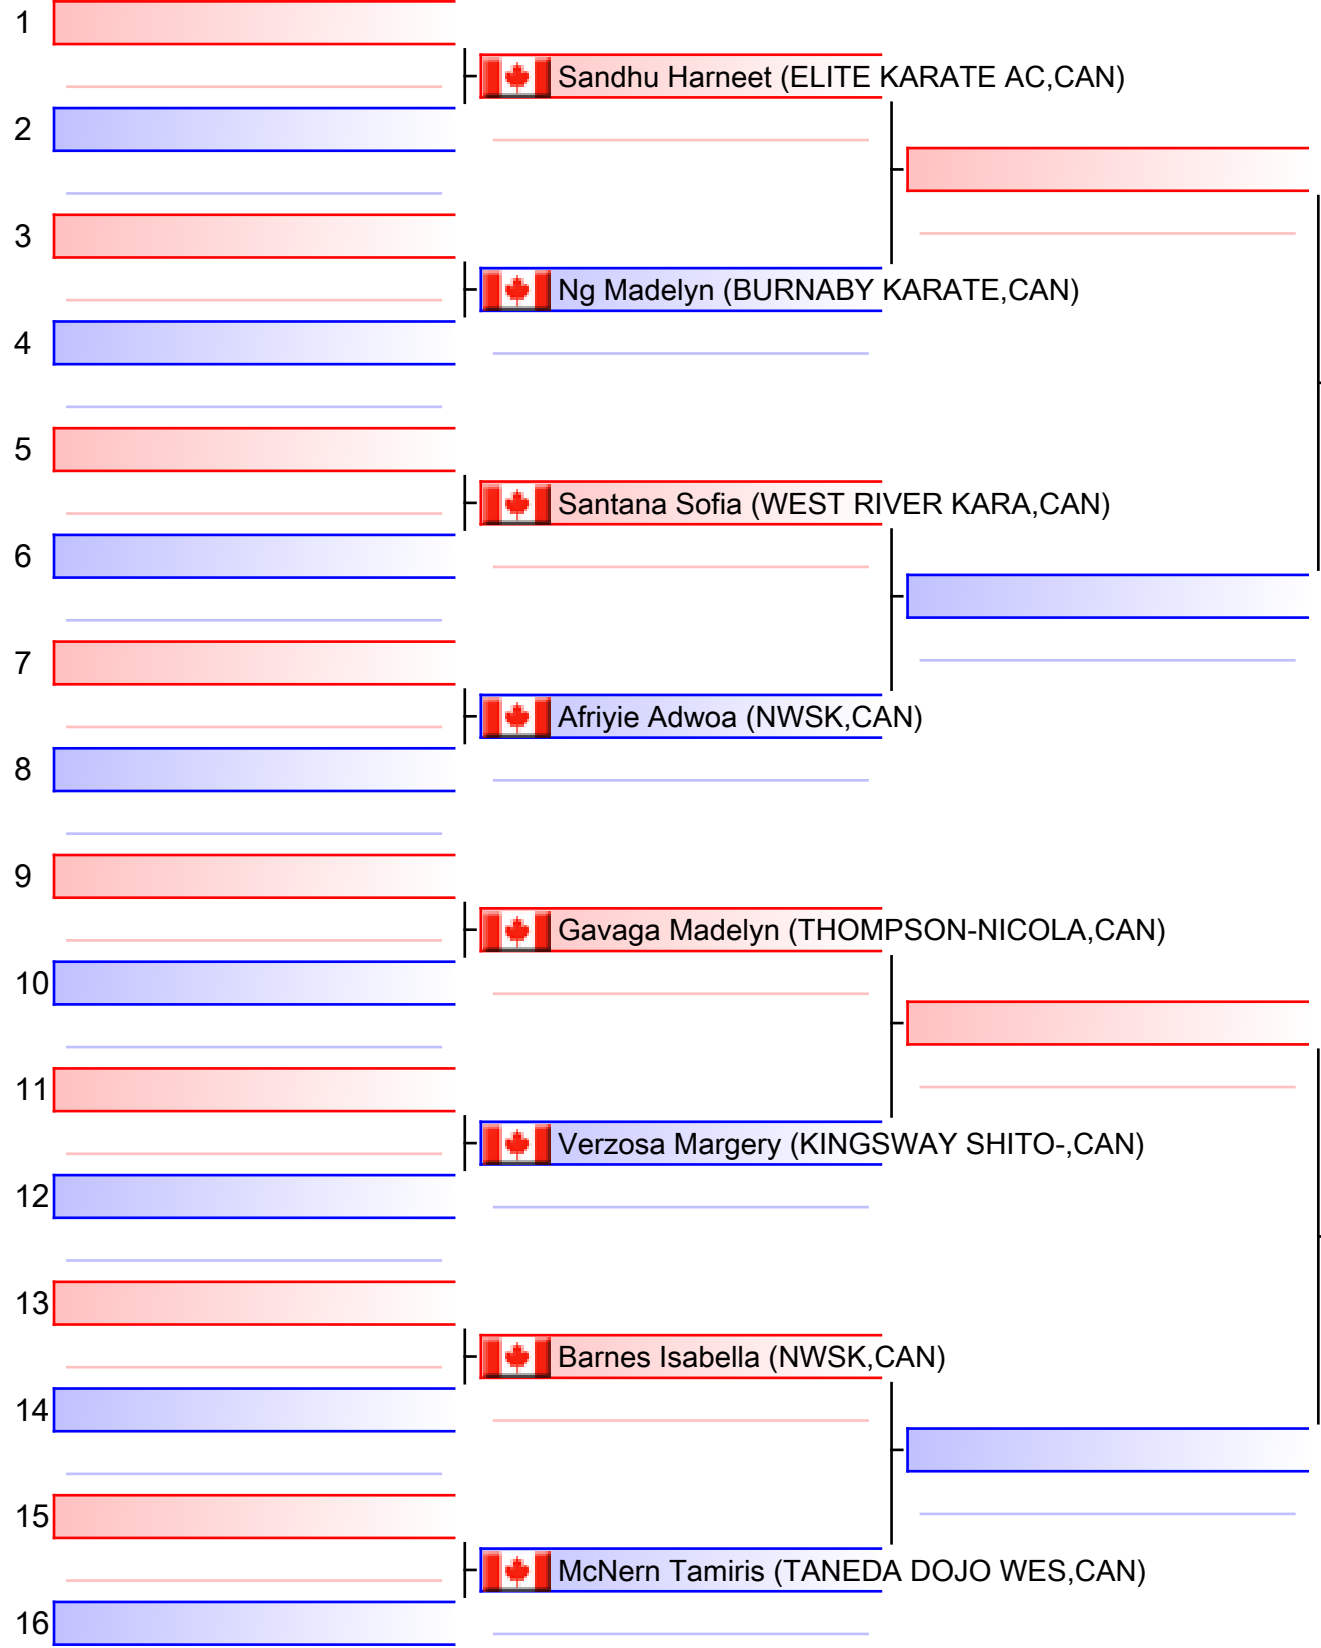 1
Sandhu Harneet (ELITE KARATE AC,CAN)
2
3
Ng Madelyn (BURNABY KARATE,CAN)
4
5
Santana Sofia (WEST RIVER KARA,CAN)
6
7
Afriyie Adwoa (NWSK,CAN)
8
9
Gavaga Madelyn (THOMPSON-NICOLA,CAN)
10
11
Verzosa Margery (KINGSWAY SHITO-,CAN)
12
13
Barnes Isabella (NWSK,CAN)
14
15
McNern Tamiris (TANEDA DOJO WES,CAN)
16